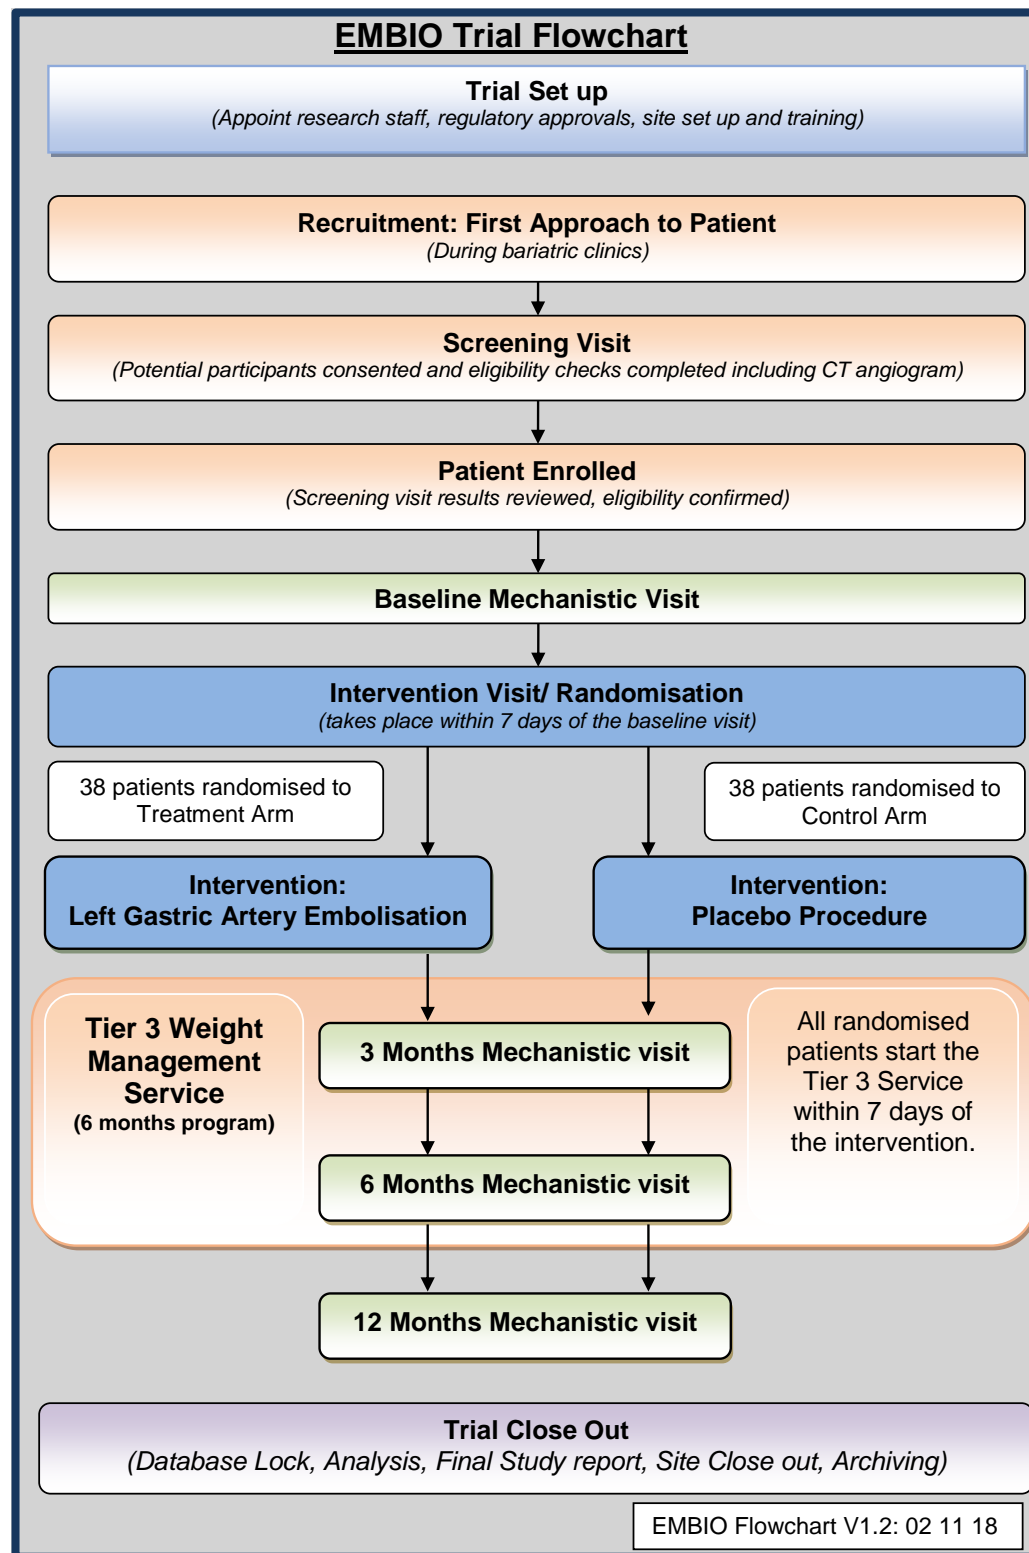 EMBIO Trial Flowchart
Trial Set up
(Appoint research staff, regulatory approvals, site set up and training)
Recruitment: First Approach to Patient
(During bariatric clinics)
Screening Visit
(Potential participants consented and eligibility checks completed including CT angiogram)
Patient Enrolled
(Screening visit results reviewed, eligibility confirmed)
Baseline Mechanistic Visit
Intervention Visit/ Randomisation
(takes place within 7 days of the baseline visit)
38 patients randomised to
Treatment Arm
38 patients randomised to
Control Arm
Intervention:
Left Gastric Artery Embolisation
Intervention:
Placebo Procedure
Tier 3 Weight
Management
Service
(6 months program)
3 Months Mechanistic visit
6 Months Mechanistic visit
All randomised
patients start the
Tier 3 Service
within 7 days of
the intervention.
12 Months Mechanistic visit
Trial Close Out
(Database Lock, Analysis, Final Study report, Site Close out, Archiving)
EMBIO Flowchart V1.2: 02 11 18